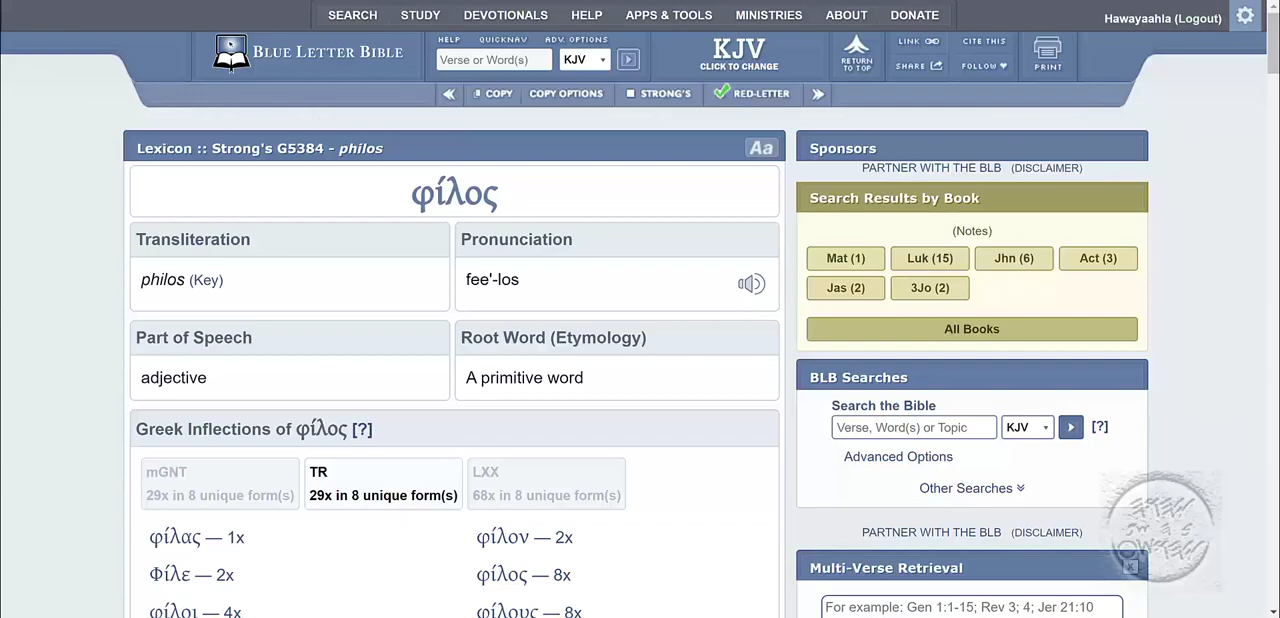 SEARCH STUDY DEVOTIONALS HELP APPS & TOOLS MINISTRIES ABOUT DONATE
Hawayaahla (Logout)
BLUE LETTER BIBLE
HELP QUICKNAV ADV. OPTIONS
Verse or Word(s) KJV
KJV
CLICK TO CHANGE
RETURN
TO TOP
LINK CITE THIS
SHARE FOLLOW
PRINT
COPY COPY OPTIONS STRONG'S RED-LETTER
Lexicon :: Strong's G5384 - philos
Aa
φίλος
Transliteration
philos (Key)
Pronunciation
fee'-los
Part of Speech
adjective
Root Word (Etymology)
A primitive word
Greek Inflections of φίλος [?]
mGNT
29x in 8 unique form(s)
TR
29x in 8 unique form(s)
LXX
68x in 8 unique form(s)
φίλας — 1x
φίλον — 2x
Φίλε — 2x
φίλος — 8x
φίλοι — 4x
φίλους — 8x
Sponsors
PARTNER WITH THE BLB (DISCLAIMER)
Search Results by Book
(Notes)
Mat (1) Luk (15) Jhn (6) Act (3)
Jas (2) 3Jo (2)
All Books
BLB Searches
Search the Bible
Verse, Word(s) or Topic KJV [?]
Advanced Options
Other Searches
PARTNER WITH THE BLB (DISCLAIMER)
Multi-Verse Retrieval
For example: Gen 1:1-15; Rev 3; 4; Jer 21:10